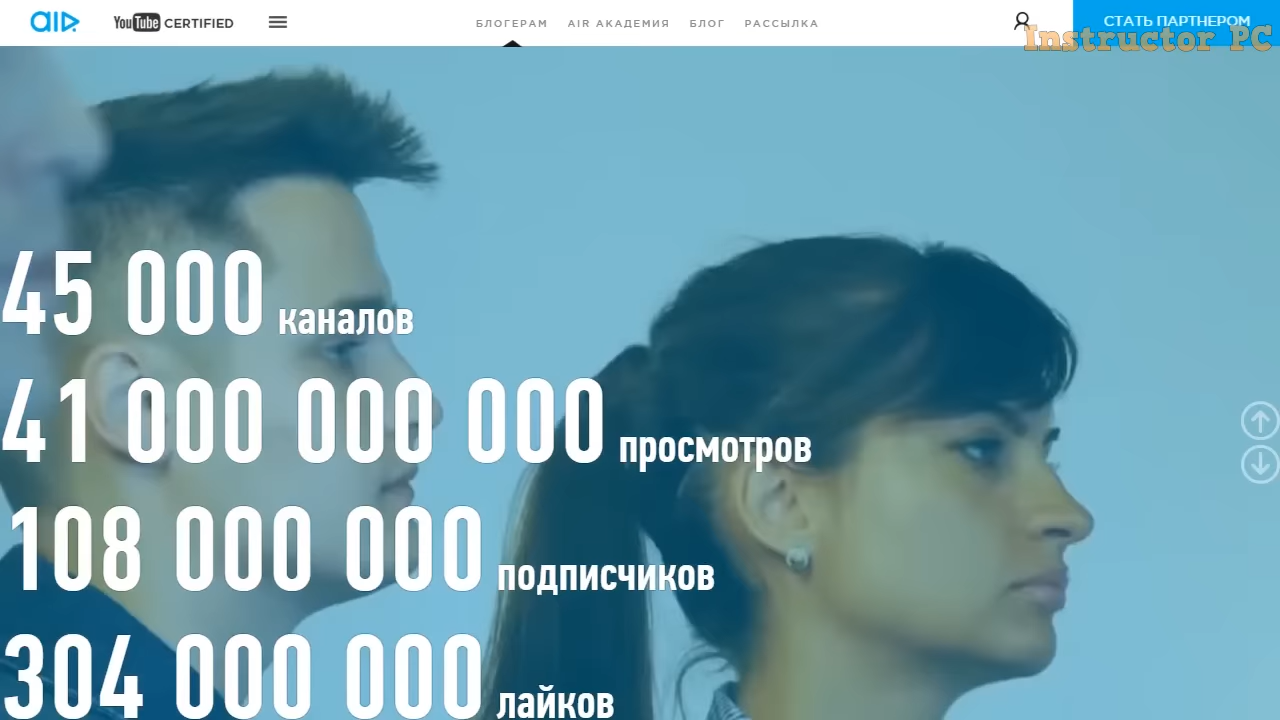 AIR YouTube CERTIFIED БЛОГЕРАМ AIR АКАДЕМИЯ БЛОГ РАССЫЛКА СТАТЬ ПАРТНЕРОМ
Instructor PC
45 000 каналов
41 000 000 000 просмотров
108 000 000 подписчиков
304 000 000 лайков